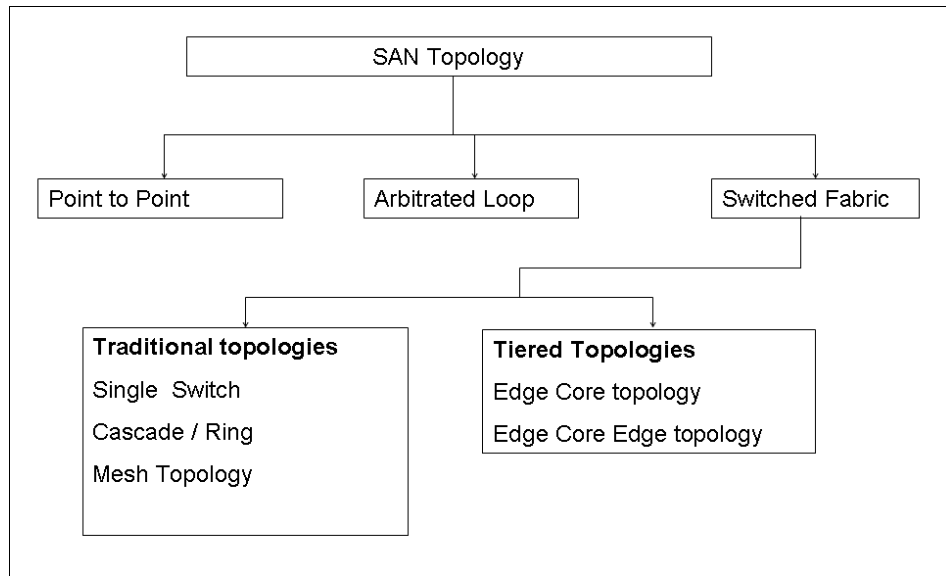 SAN Topology
Point to Point
Arbitrated Loop
Switched Fabric
Traditional topologies
Single  Switch
Cascade / Ring
Mesh Topology
Tiered Topologies
Edge Core topology
Edge Core Edge topology